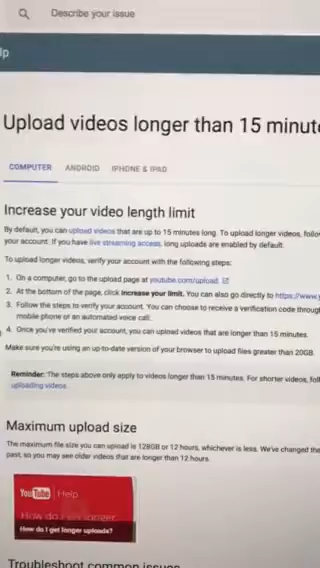 Describe your issue
lp
Upload videos longer than 15 minut
COMPUTER ANDROID IPHONE & IPAD
Increase your video length limit
By default, you can upload videos that are up to 15 minutes long. To upload longer videos, follo
your account. If you have live streaming access, long uploads are enabled by default.
To upload longer videos, verify your account with the following steps:
1. On a computer, go to the upload page at youtube.com/upload.
2. At the bottom of the page, click Increase your limit. You can also go directly to https://www.y
3. Follow the steps to verify your account. You can choose to receive a verification code throug
mobile phone or an automated voice call.
4. Once you've verified your account, you can upload videos that are longer than 15 minutes.
Make sure you're using an up-to-date version of your browser to upload files greater than 20GB.
Reminder: The steps above only apply to videos longer than 15 minutes. For shorter videos, foll
uploading videos.
Maximum upload size
The maximum file size you can upload is 128GB or 12 hours, whichever is less. We've changed the
past, so you may see older videos that are longer than 12 hours.
YouTube Help
How do I get longer
How do I get longer uploads?
Troubleshoot common issues